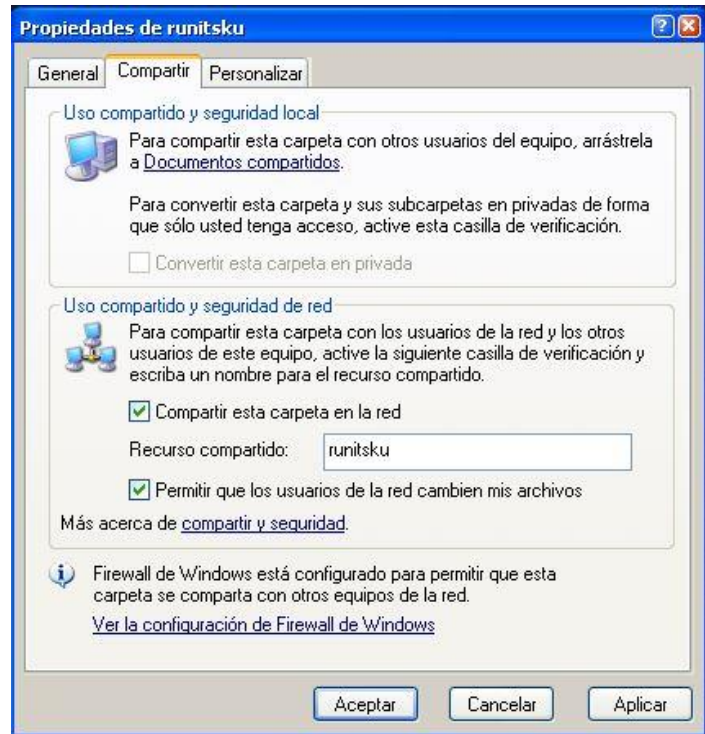 Propiedades de runitsku
General Compartir Personalizar
Uso compartido y seguridad local
Para compartir esta carpeta con otros usuarios del equipo, arrástrela
a Documentos compartidos.
Para convertir esta carpeta y sus subcarpetas en privadas de forma
que sólo usted tenga acceso, active esta casilla de verificación.
Convertir esta carpeta en privada
Uso compartido y seguridad de red
Para compartir esta carpeta con los usuarios de la red y los otros
usuarios de este equipo, active la siguiente casilla de verificación y
escriba un nombre para el recurso compartido.
Compartir esta carpeta en la red
Recurso compartido: runitsku
Permitir que los usuarios de la red cambien mis archivos
Más acerca de compartir y seguridad.
Firewall de Windows está configurado para permitir que esta
carpeta se comparta con otros equipos de la red.
Ver la configuración de Firewall de Windows
Aceptar Cancelar Aplicar